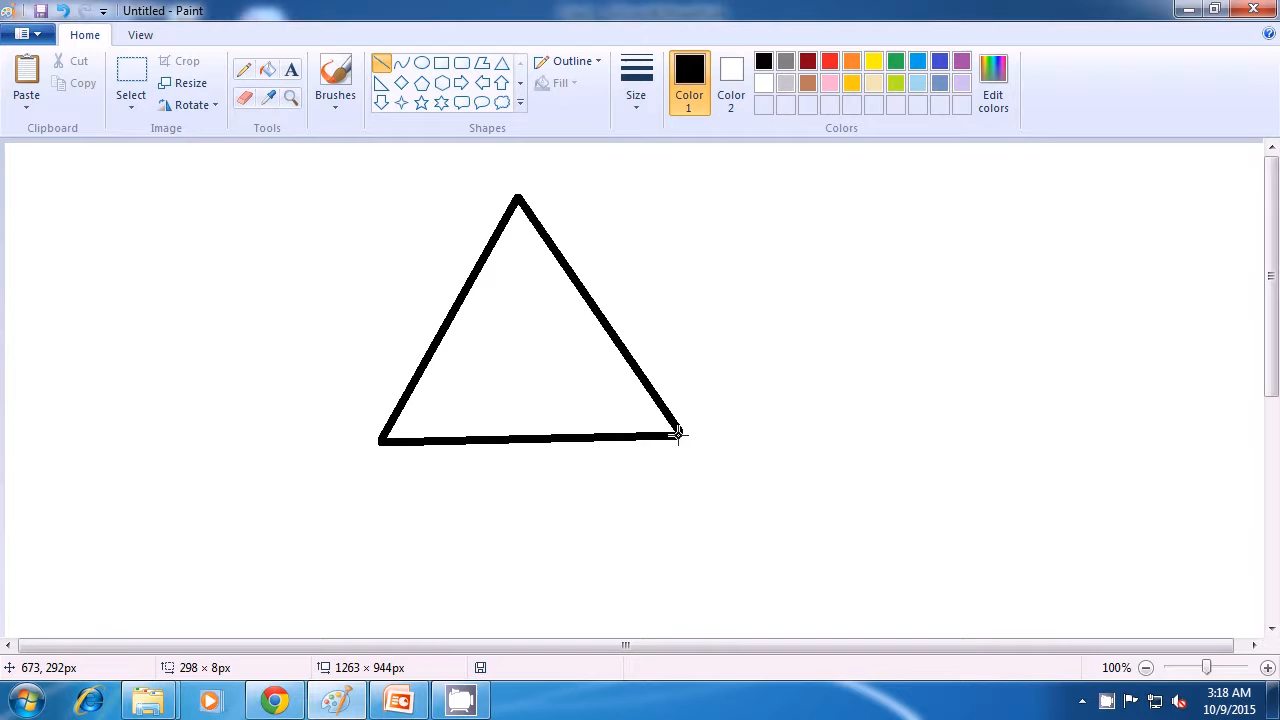 Untitled - Paint
Home View
Paste Cut Copy
Clipboard
Select Crop Resize Rotate
Image
A
Tools
Brushes
Outline Fill
Shapes
Size
Color 1 Color 2
Edit colors
Colors
673, 292px 298 × 8px 1263 × 944px 100%
3:18 AM
10/9/2015